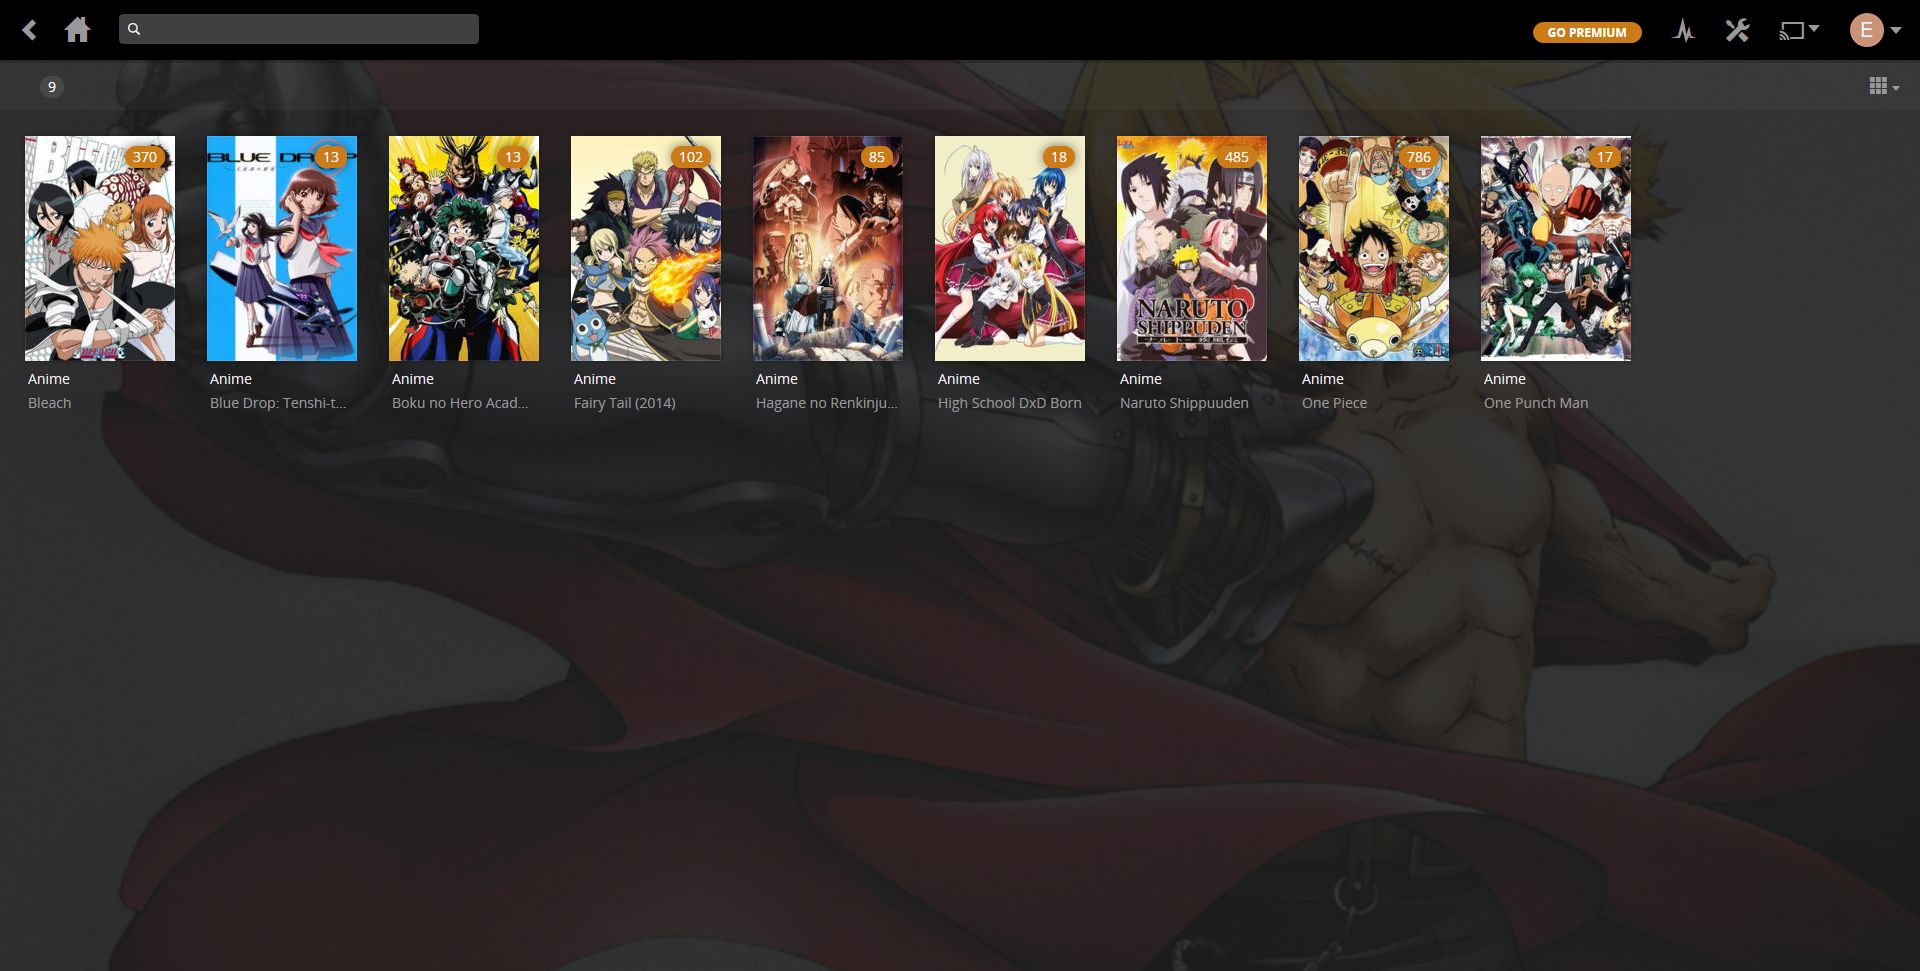 GO PREMIUM
E
9
370
13
13
102
85
18
485
786
17
BLEACH
BLUE DROP
NARUTO
SHIPPUDEN
Anime
Bleach
Anime
Blue Drop: Tenshi-t...
Anime
Boku no Hero Acad...
Anime
Fairy Tail (2014)
Anime
Hagane no Renkinju...
Anime
High School DxD Born
Anime
Naruto Shippuuden
Anime
One Piece
Anime
One Punch Man